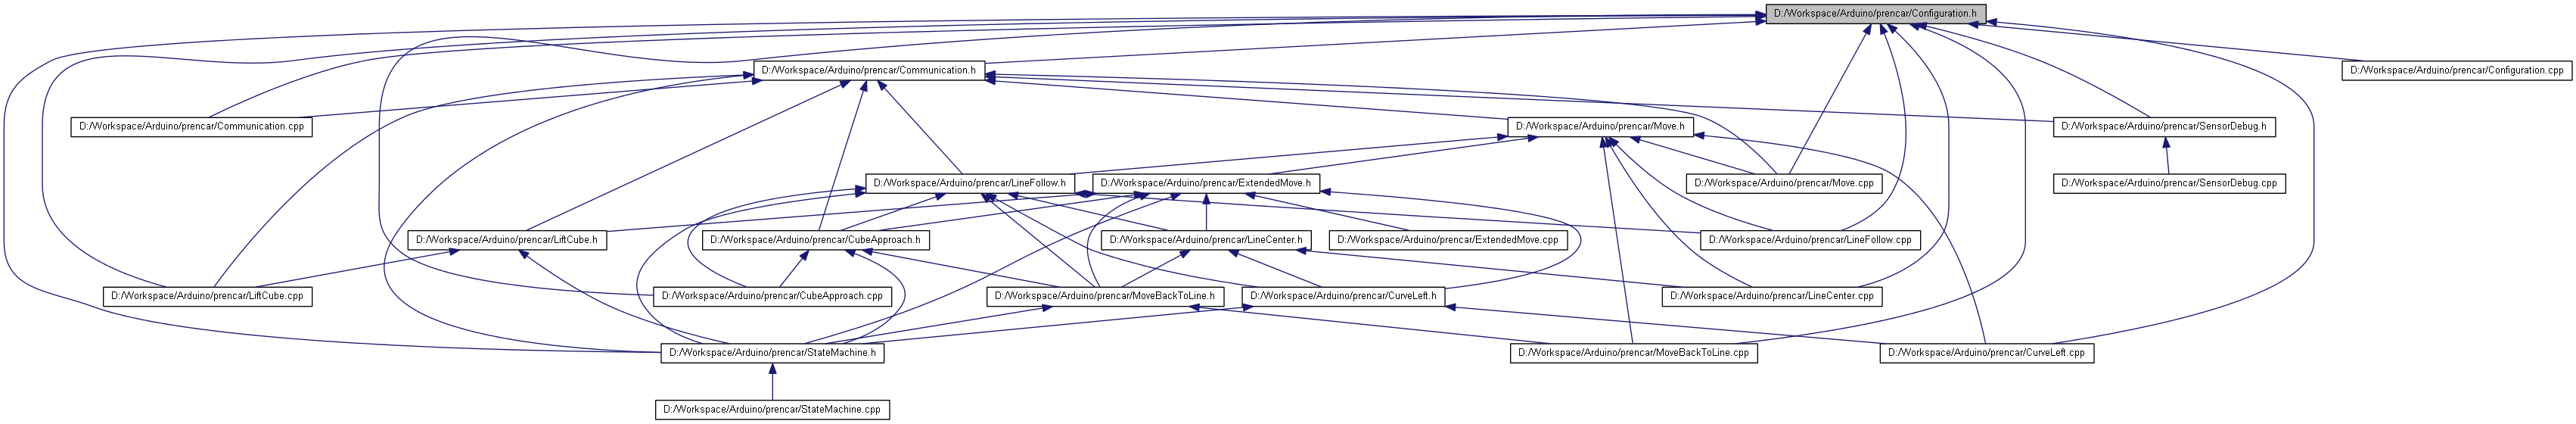 D:/Workspace/Arduino/prencar/Configuration.h
D:/Workspace/Arduino/prencar/Communication.h
D:/Workspace/Arduino/prencar/Configuration.cpp
D:/Workspace/Arduino/prencar/Communication.cpp
D:/Workspace/Arduino/prencar/Move.h
D:/Workspace/Arduino/prencar/SensorDebug.h
D:/Workspace/Arduino/prencar/LineFollow.h
D:/Workspace/Arduino/prencar/ExtendedMove.h
D:/Workspace/Arduino/prencar/Move.cpp
D:/Workspace/Arduino/prencar/SensorDebug.cpp
D:/Workspace/Arduino/prencar/LiftCube.h
D:/Workspace/Arduino/prencar/CubeApproach.h
D:/Workspace/Arduino/prencar/LineCenter.h
D:/Workspace/Arduino/prencar/ExtendedMove.cpp
D:/Workspace/Arduino/prencar/LineFollow.cpp
D:/Workspace/Arduino/prencar/LiftCube.cpp
D:/Workspace/Arduino/prencar/CubeApproach.cpp
D:/Workspace/Arduino/prencar/MoveBackToLine.h
D:/Workspace/Arduino/prencar/CurveLeft.h
D:/Workspace/Arduino/prencar/LineCenter.cpp
D:/Workspace/Arduino/prencar/StateMachine.h
D:/Workspace/Arduino/prencar/MoveBackToLine.cpp
D:/Workspace/Arduino/prencar/CurveLeft.cpp
D:/Workspace/Arduino/prencar/StateMachine.cpp